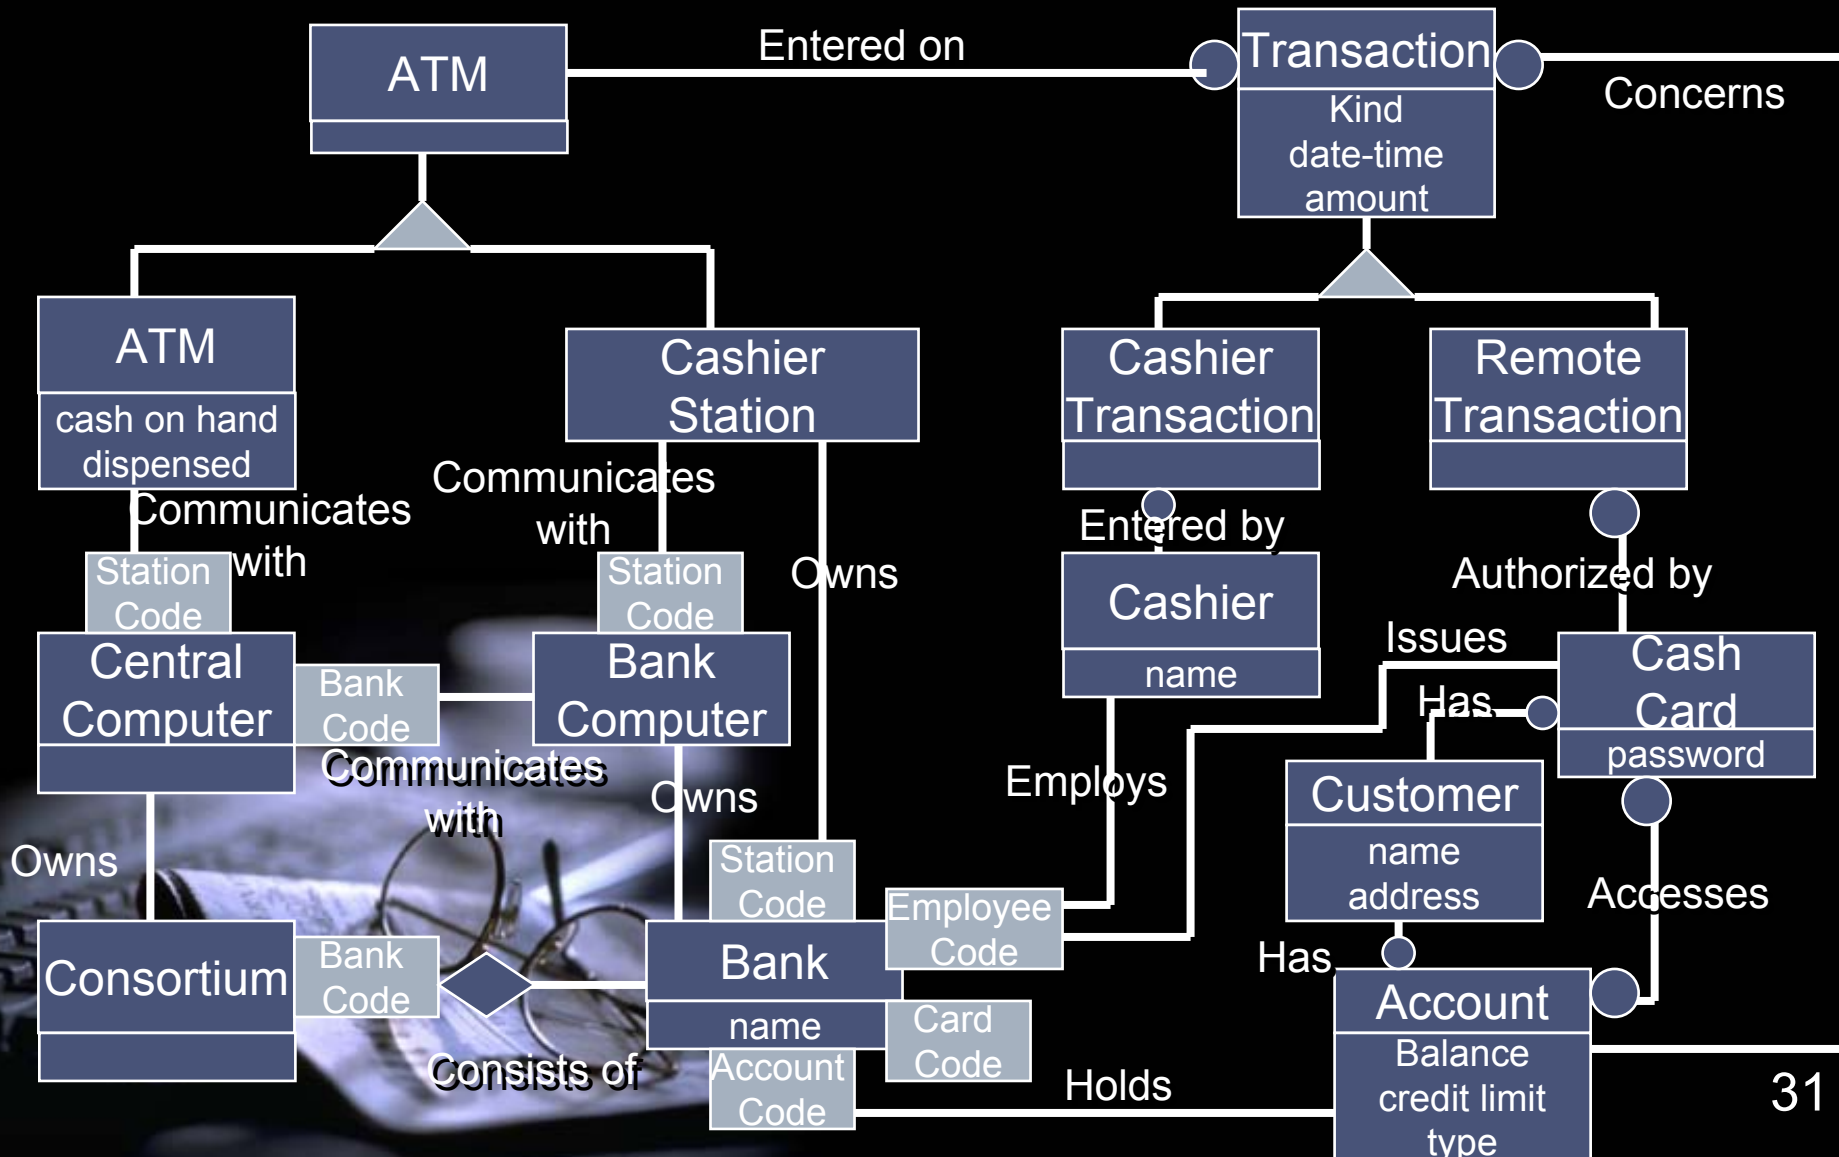 ATM
Entered on
Transaction
Kind
date-time
amount
Concerns
ATM
cash on hand
dispensed
Cashier
Station
Cashier
Transaction
Remote
Transaction
Communicates
with
Communicates
with
Owns
Entered by
Authorized by
Station
Code
Station
Code
Cashier
name
Central
Computer
Bank
Code
Bank
Computer
Issues
Has
Cash
Card
password
Communicates
with
Owns
Employs
Customer
name
address
Owns
Station
Code
Employee
Code
Accesses
Consortium
Bank
Code
Bank
name
Has
Account
Balance
credit limit
type
Card
Code
Consists of
Account
Code
Holds
31